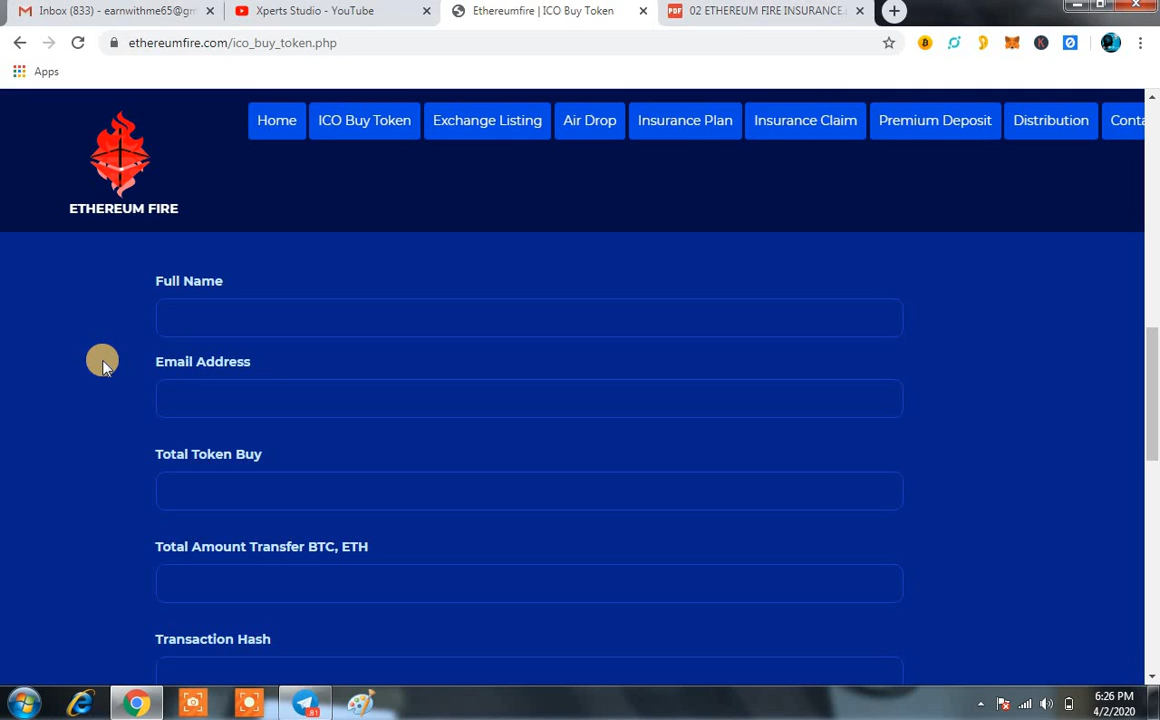 Inbox (833) - earnwithme65@gm
Xperts Studio - YouTube
Ethereumfire | ICO Buy Token
PDF
02 ETHEREUM FIRE INSURANCE.
ethereumfire.com/ico_buy_token.php
Apps
Home
ICO Buy Token
Exchange Listing
Air Drop
Insurance Plan
Insurance Claim
Premium Deposit
Distribution
Conta
ETHEREUM FIRE
Full Name
Email Address
Total Token Buy
Total Amount Transfer BTC, ETH
Transaction Hash
81
6:26 PM
4/2/2020